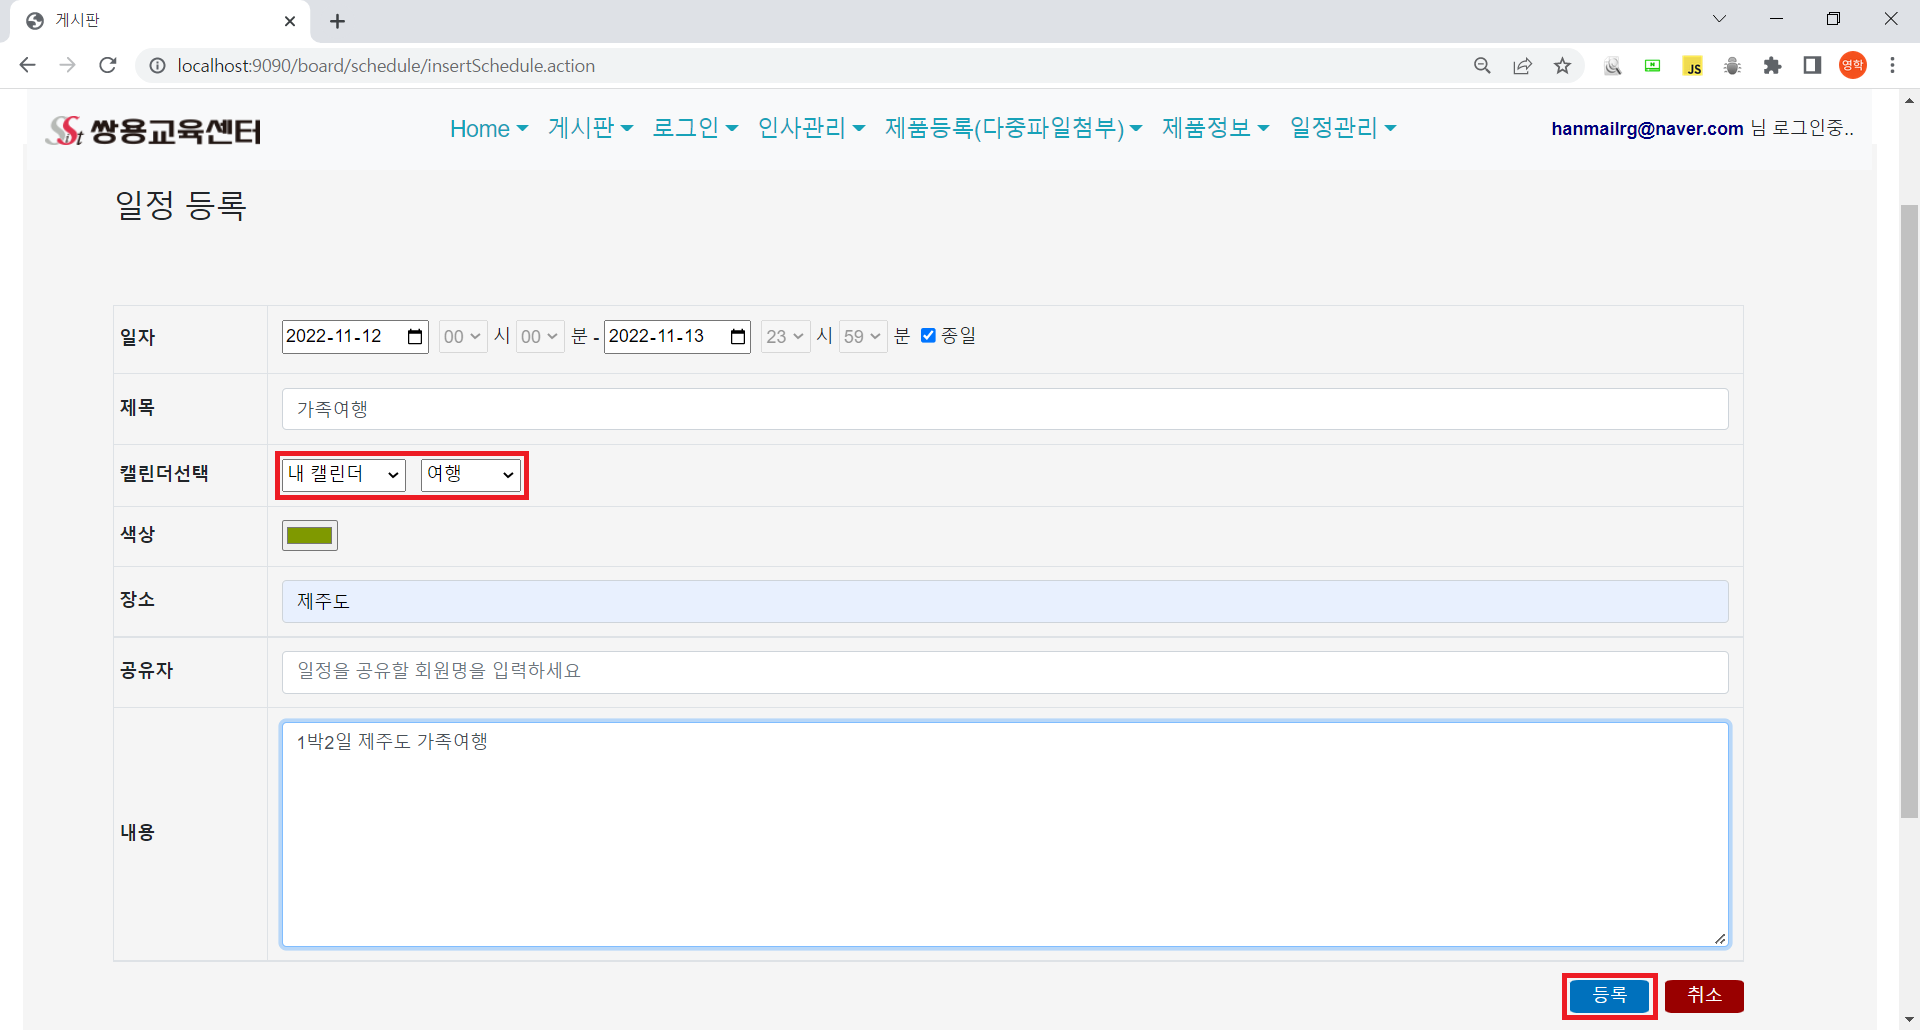 게시판
localhost:9090/board/schedule/insertSchedule.action
JS
영학
Sist 쌍용교육센터
Home 게시판 로그인 인사관리 제품등록(다중파일첨부) 제품정보 일정관리
hanmailrg@naver.com 님 로그인중..
일정 등록
일자 2022-11-12 00 시 00 분 - 2022-11-13 23 시 59 분 종일
제목 가족여행
캘린더선택 내 캘린더 여행
색상
장소 제주도
공유자 일정을 공유할 회원명을 입력하세요
1박2일 제주도 가족여행
내용
등록 취소